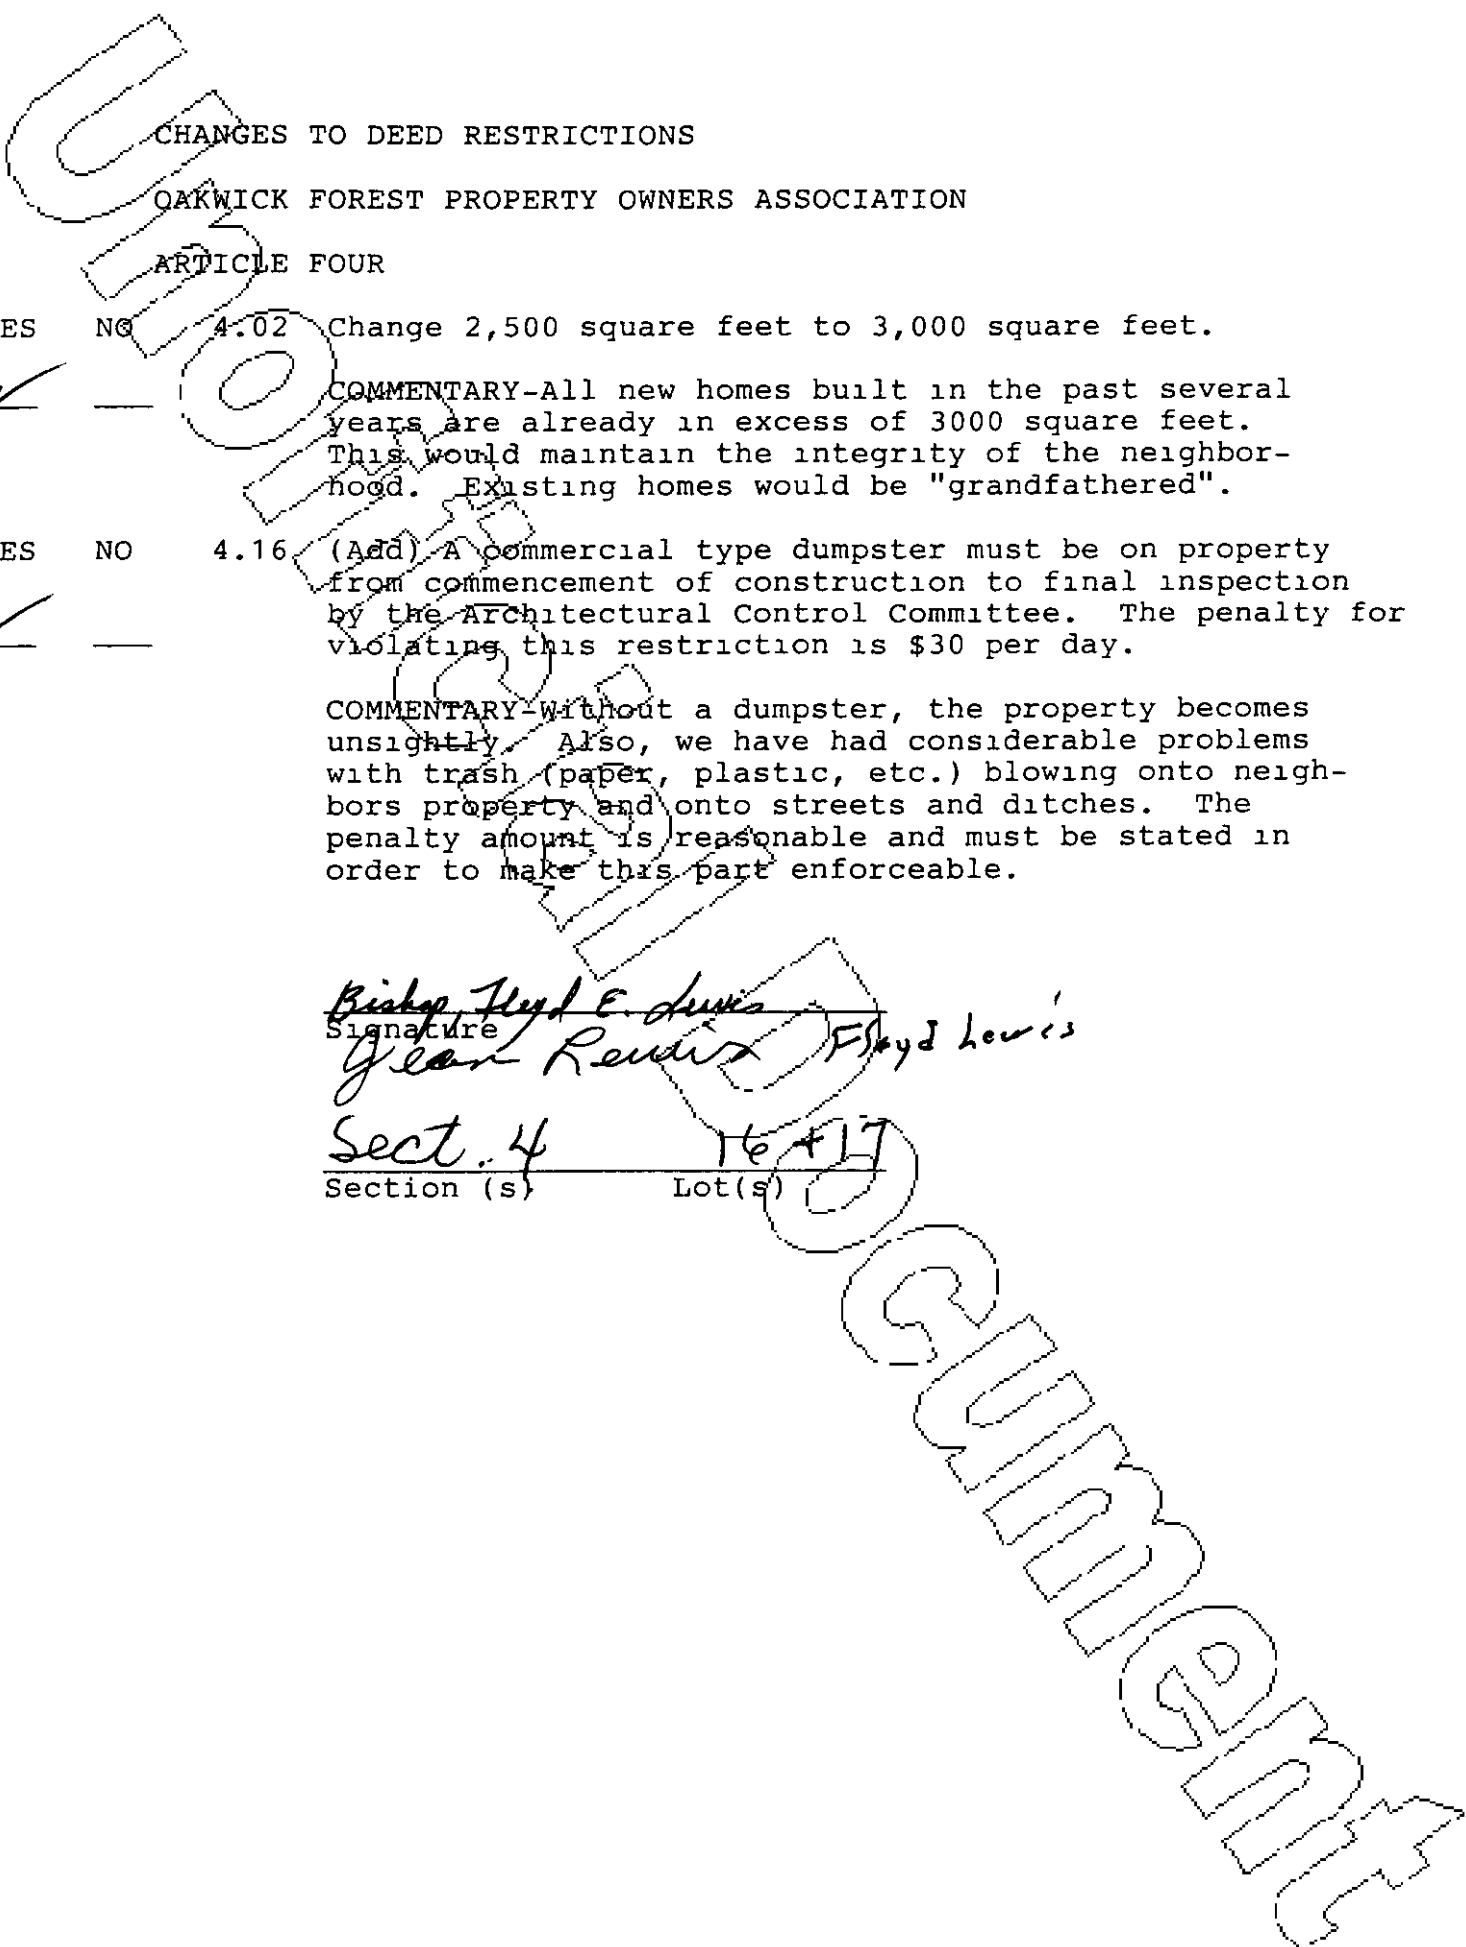 CHANGES TO DEED RESTRICTIONS
OAKWICK FOREST PROPERTY OWNERS ASSOCIATION
ARTICLE FOUR
ES NO 4.02 Change 2,500 square feet to 3,000 square feet.
COMMENTARY-All new homes built in the past several
years are already in excess of 3000 square feet.
This would maintain the integrity of the neighbor-
hood. Existing homes would be "grandfathered".
ES NO 4.16 (Add) A commercial type dumpster must be on property
from commencement of construction to final inspection
by the Architectural Control Committee. The penalty for
violating this restriction is $30 per day.
COMMENTARY-Without a dumpster, the property becomes
unsightly. Also, we have had considerable problems
with trash (paper, plastic, etc.) blowing onto neigh-
bors property and onto streets and ditches. The
penalty amount is reasonable and must be stated in
order to make this part enforceable.
Bishop, Floyd E. Lewis
Signature
Jean Lewis Floyd Lewis
Sect. 4 16 + 17
Section (s) Lot(s)
Unofficial Document